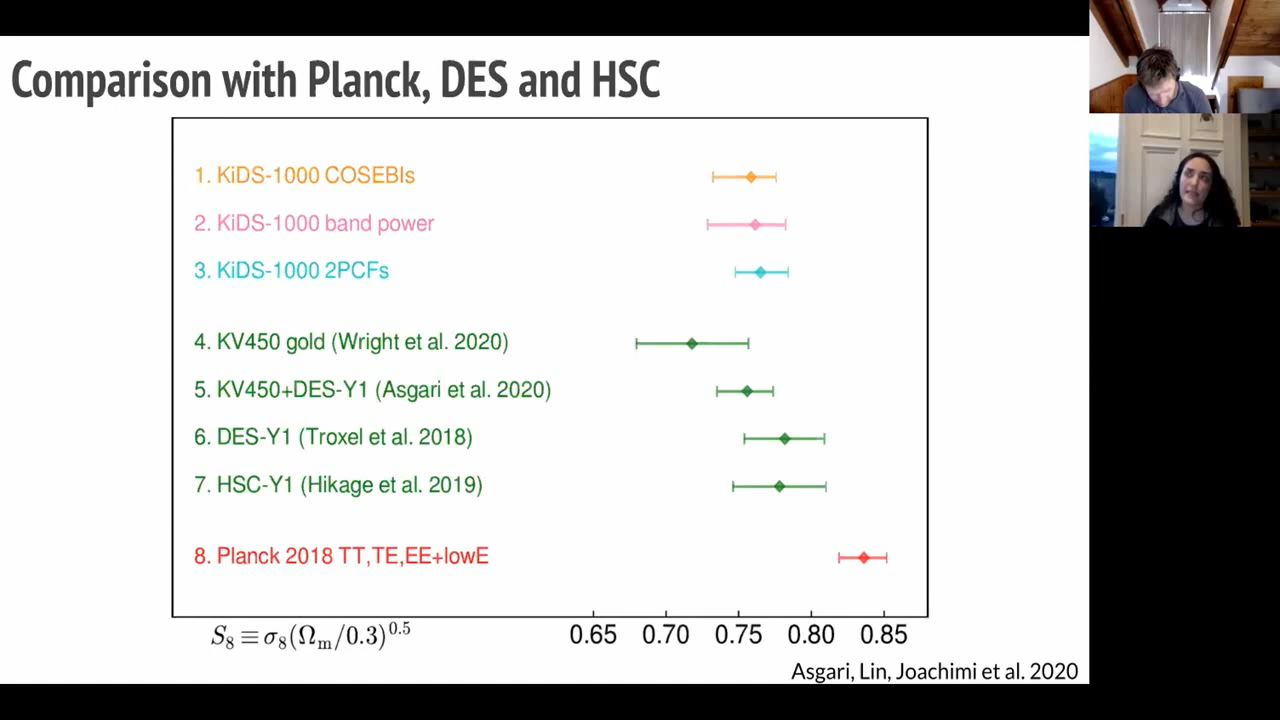 Comparison with Planck, DES and HSC
1. KiDS-1000 COSEBIs
2. KiDS-1000 band power
3. KiDS-1000 2PCFs
4. KV450 gold (Wright et al. 2020)
5. KV450+DES-Y1 (Asgari et al. 2020)
6. DES-Y1 (Troxel et al. 2018)
7. HSC-Y1 (Hikage et al. 2019)
8. Planck 2018 TT,TE,EE+lowE
S₈ ≡ σ₈(Ωₘ/0.3)⁰·⁵ 0.65 0.70 0.75 0.80 0.85
Asgari, Lin, Joachimi et al. 2020